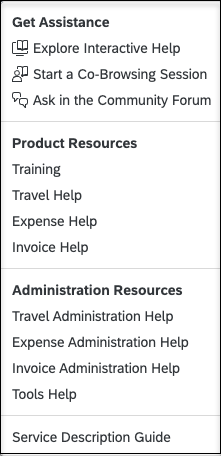 Get Assistance
Explore Interactive Help
Start a Co-Browsing Session
Ask in the Community Forum
Product Resources
Training
Travel Help
Expense Help
Invoice Help
Administration Resources
Travel Administration Help
Expense Administration Help
Invoice Administration Help
Tools Help
Service Description Guide